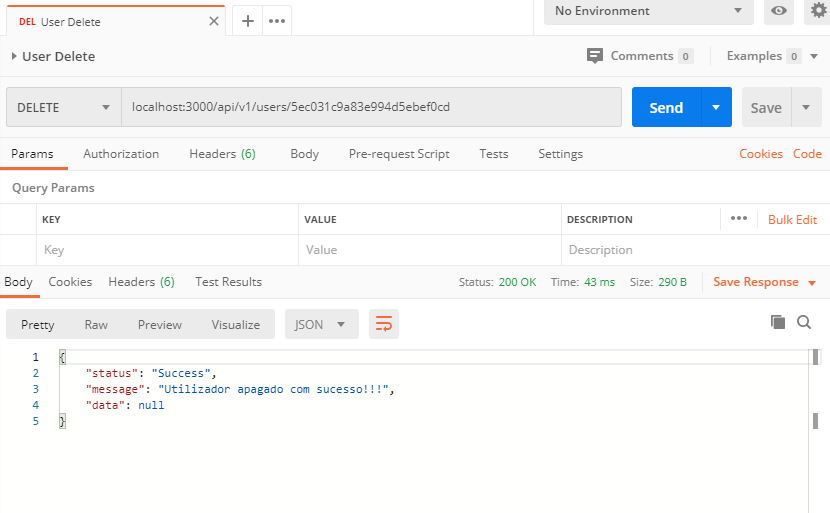 DEL User Delete
No Environment
User Delete
Comments 0
Examples 0
DELETE
localhost:3000/api/v1/users/5ec031c9a83e994d5ebef0cd
Send
Save
Params Authorization Headers (6) Body Pre-request Script Tests Settings Cookies Code
Query Params
KEY VALUE DESCRIPTION Bulk Edit
Key Value Description
Body Cookies Headers (6) Test Results Status: 200 OK Time: 43 ms Size: 290 B Save Response
Pretty Raw Preview Visualize JSON
1 {
2 "status": "Success",
3 "message": "Utilizador apagado com sucesso!!!",
4 "data": null
5 }